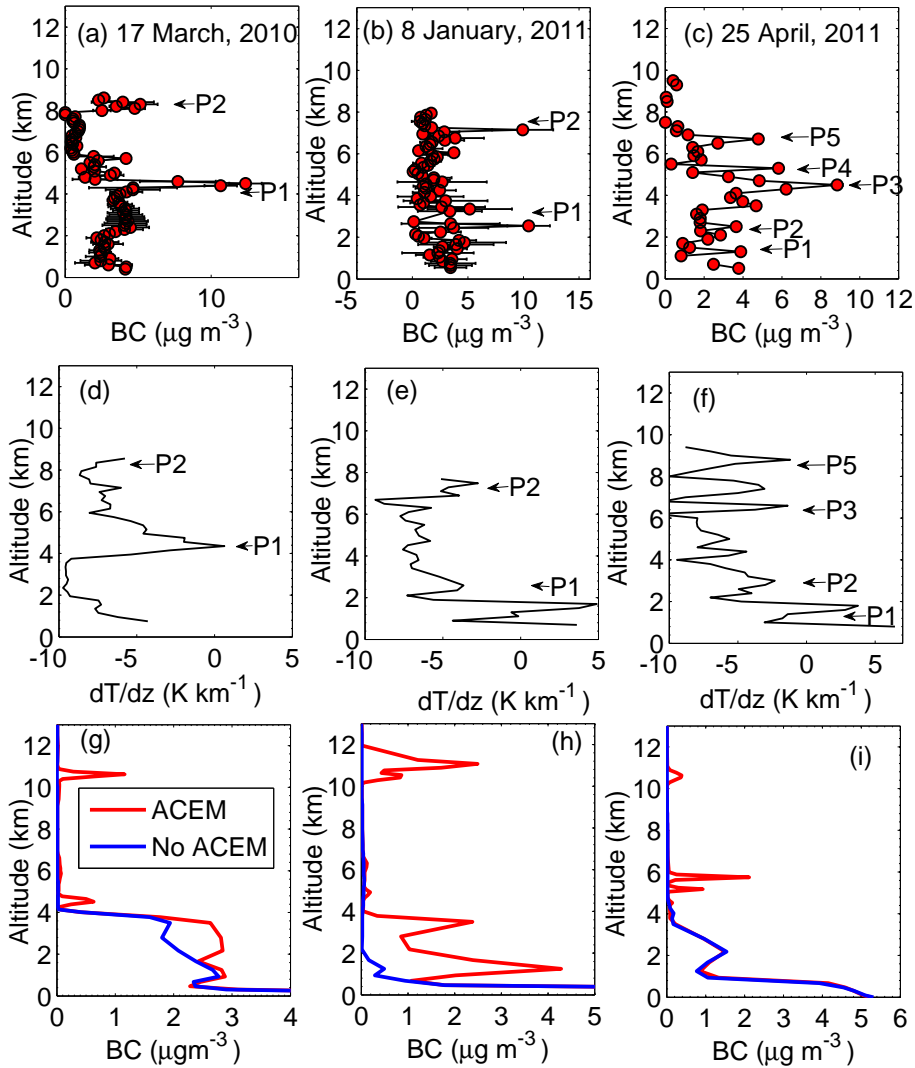 (a) 17 March, 2010
(b) 8 January, 2011
(c) 25 April, 2011
Altitude (km)
12
10
8
6
4
2
0
P2
P1
0
10
BC (μg m-3)
Altitude (km)
12
10
8
6
4
2
0
P2
P1
-5
0
5
10
15
BC (μg m-3)
Altitude (km)
12
10
8
6
4
2
0
P5
P4
P3
P2
P1
0
2
4
6
8
10
12
BC (μg m-3)
(d)
Altitude (km)
12
10
8
6
4
2
0
P2
P1
-10
-5
0
5
dT/dz (K km-1)
(e)
Altitude (km)
12
10
8
6
4
2
0
P2
P1
-10
-5
0
5
dT/dz (K km-1)
(f)
Altitude (km)
12
10
8
6
4
2
0
P5
P3
P2
P1
-10
-5
0
5
dT/dz (K km-1)
(g)
Altitude (km)
12
10
8
6
4
2
0
ACEM
No ACEM
0
1
2
3
4
BC (μgm-3)
(h)
Altitude (km)
12
10
8
6
4
2
0
0
1
2
3
4
5
BC (μg m-3)
(i)
Altitude (km)
12
10
8
6
4
2
0
0
1
2
3
4
5
6
BC (μg m-3)